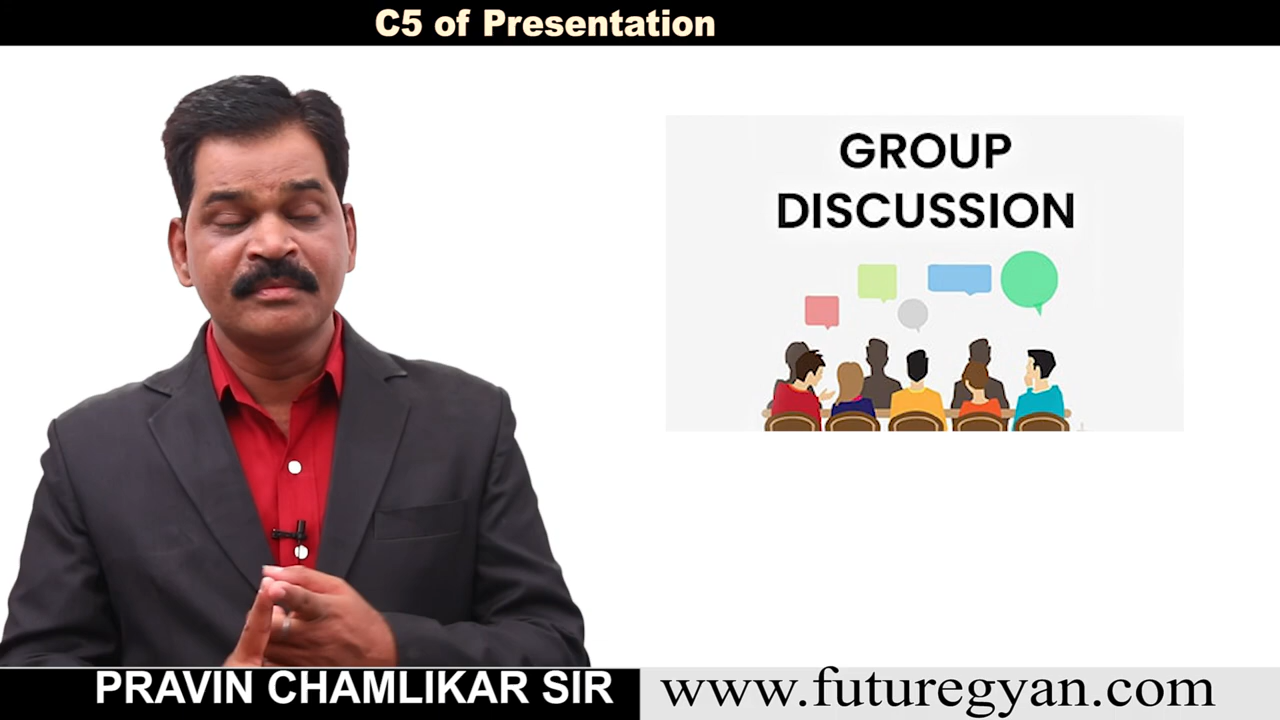 C5 of Presentation
GROUP
DISCUSSION
PRAVIN CHAMLIKAR SIR
www.futuregyan.com